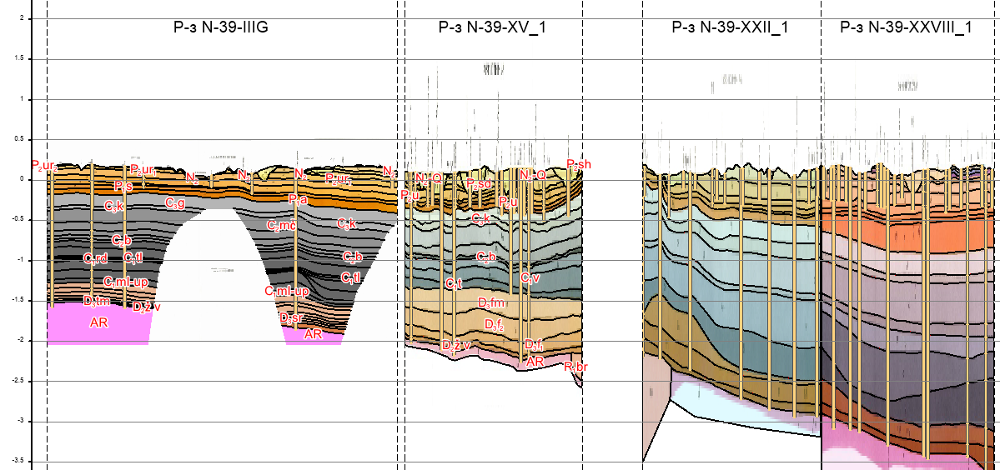 P-з N-39-IIIG P-з N-39-XV_1 P-з N-39-XXII_1 P-з N-39-XXVIII_1
2
1.5
1
0.5
0
-0.5
-1
-1.5
-2
-2.5
-3
-3.5
P₂ur₂ P₂ur₁ N₂ N₂ N₂ P₂ur₁ N₂
P₁s P₁a
C₃k C₃g C₂mč C₃k
C₂b C₂b
C₁rd C₁tl C₁tl
C₁ml-up C₁ml-up
D₃tm D₂ž v D₃sr
AR AR
N₂-Q P₂sd N₂-Q P₂sh
P₂u P₂u
C₃k
C₂b
C₁t C₁v
D₃fm
D₃f₂
D₂ž v D₃f₁
AR R₁br